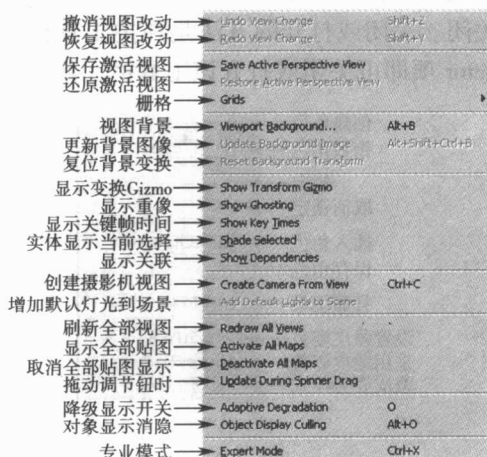 撤消视图改动 Undo View Change Shift+Z
恢复视图改动 Redo View Change Shift+Y
保存激活视图 Save Active Perspective View
还原激活视图 Restore Active Perspective View
栅格 Grids
视图背景 Viewport Background... Alt+B
更新背景图像 Update Background Image Alt+Shift+Ctrl+B
复位背景变换 Reset Background Transform
显示变换Gizmo Show Transform Gizmo
显示重像 Show Ghosting
显示关键帧时间 Show Key Times
实体显示当前选择 Shade Selected
显示关联 Show Dependencies
创建摄影机视图 Create Camera From View Ctrl+C
增加默认灯光到场景 Add Default Lights to Scene
刷新全部视图 Redraw All Views
显示全部贴图 Activate All Maps
取消全部贴图显示 Deactivate All Maps
拖动调节钮时 Update During Spinner Drag
降级显示开关 Adaptive Degradation O
对象显示消隐 Object Display Culling Alt+O
专业模式 Expert Mode Ctrl+X